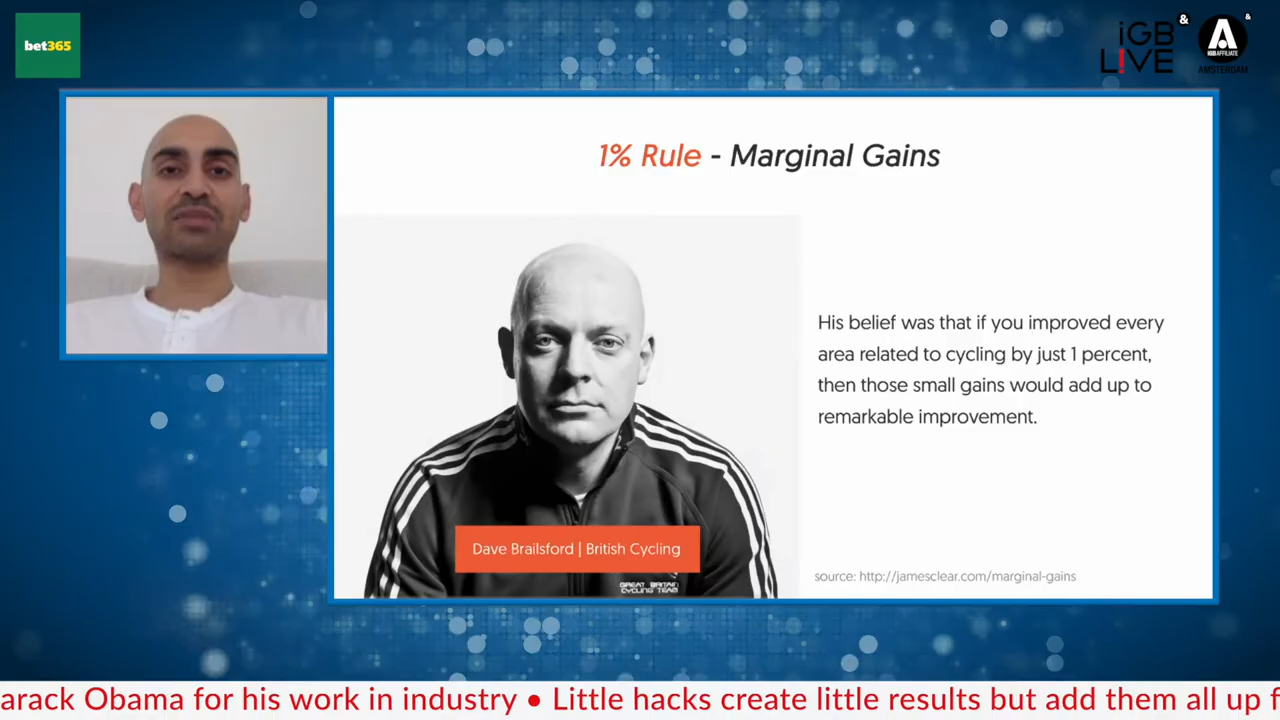 bet365
iGB
&
LIVE
&
A
iGB AFFILIATE
AMSTERDAM
1% Rule - Marginal Gains
His belief was that if you improved every
area related to cycling by just 1 percent,
then those small gains would add up to
remarkable improvement.
Dave Brailsford | British Cycling
GREAT BRITAIN
CYCLING TEAM
source: http://jamesclear.com/marginal-gains
arack Obama for his work in industry • Little hacks create little results but add them all up f